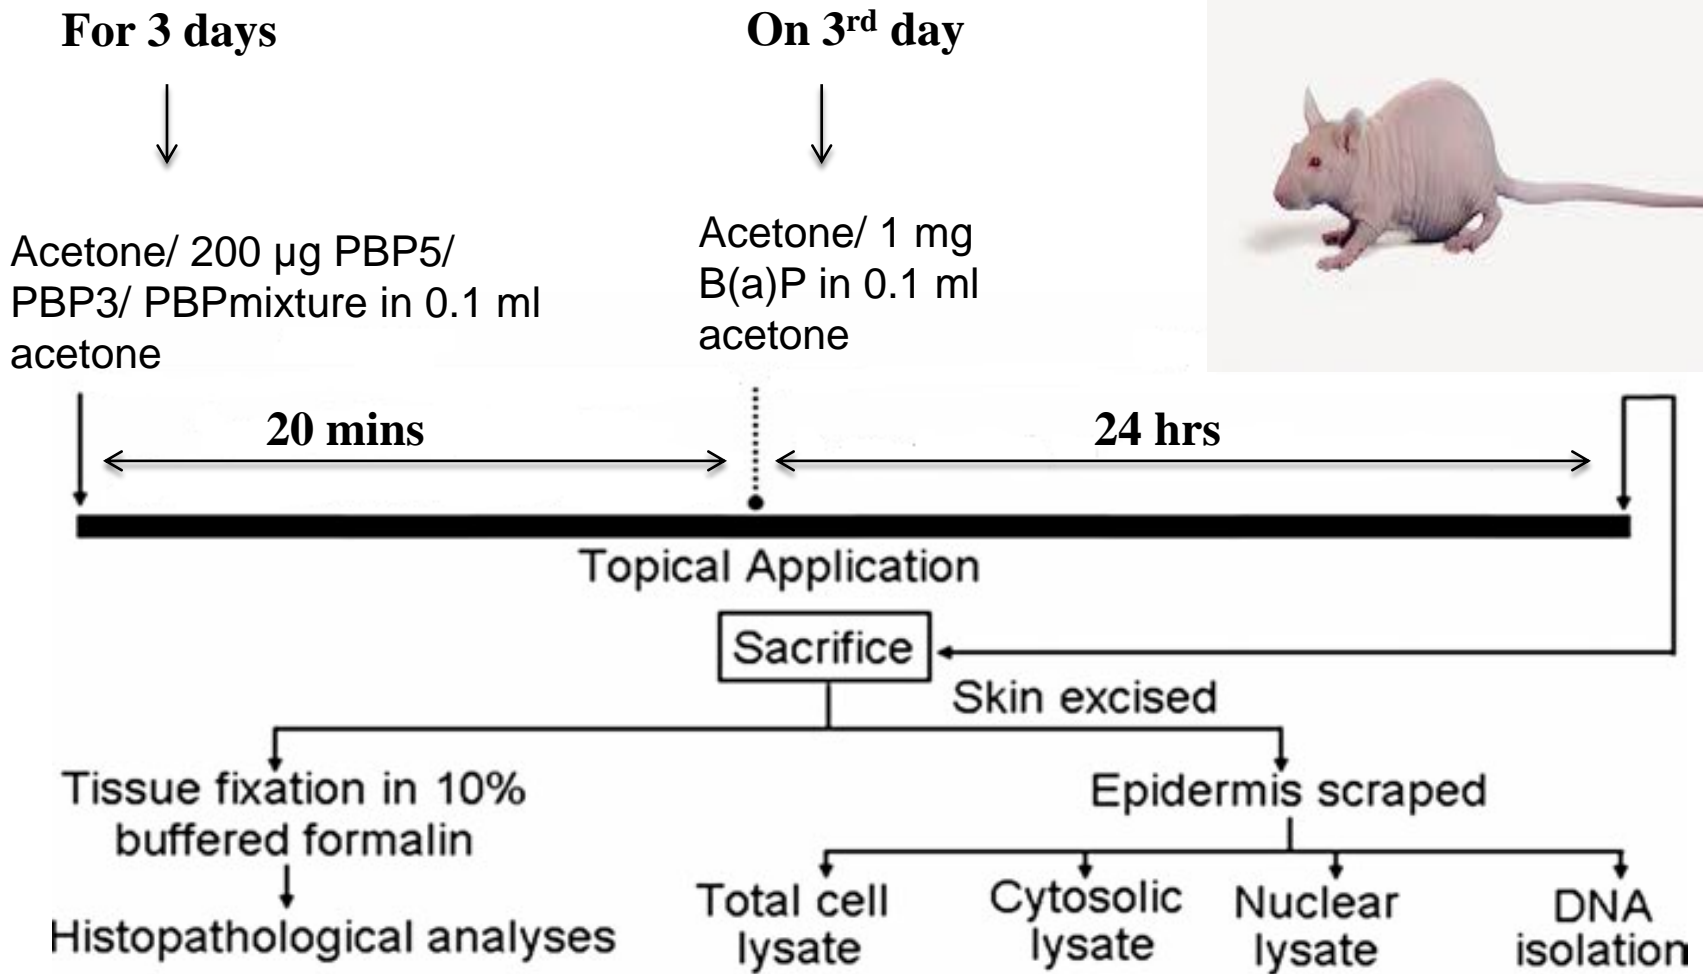 For 3 days
On 3rd day
Acetone/ 200 µg PBP5/
PBP3/ PBPmixture in 0.1 ml
acetone
Acetone/ 1 mg
B(a)P in 0.1 ml
acetone
20 mins
24 hrs
Topical Application
Sacrifice
Skin excised
Tissue fixation in 10%
buffered formalin
Histopathological analyses
Epidermis scraped
Total cell
lysate
Cytosolic
lysate
Nuclear
lysate
DNA
isolation